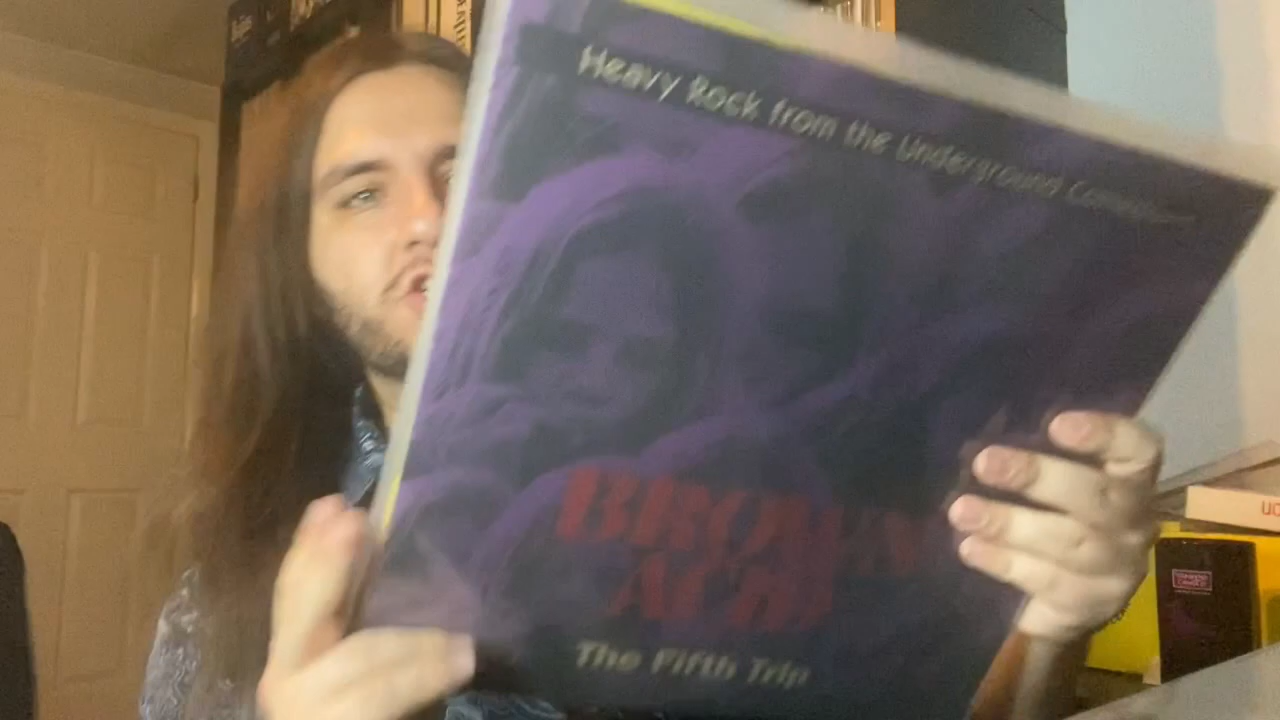 Heavy Rock from the Underground
BROWN
ACID
The Fifth Trip